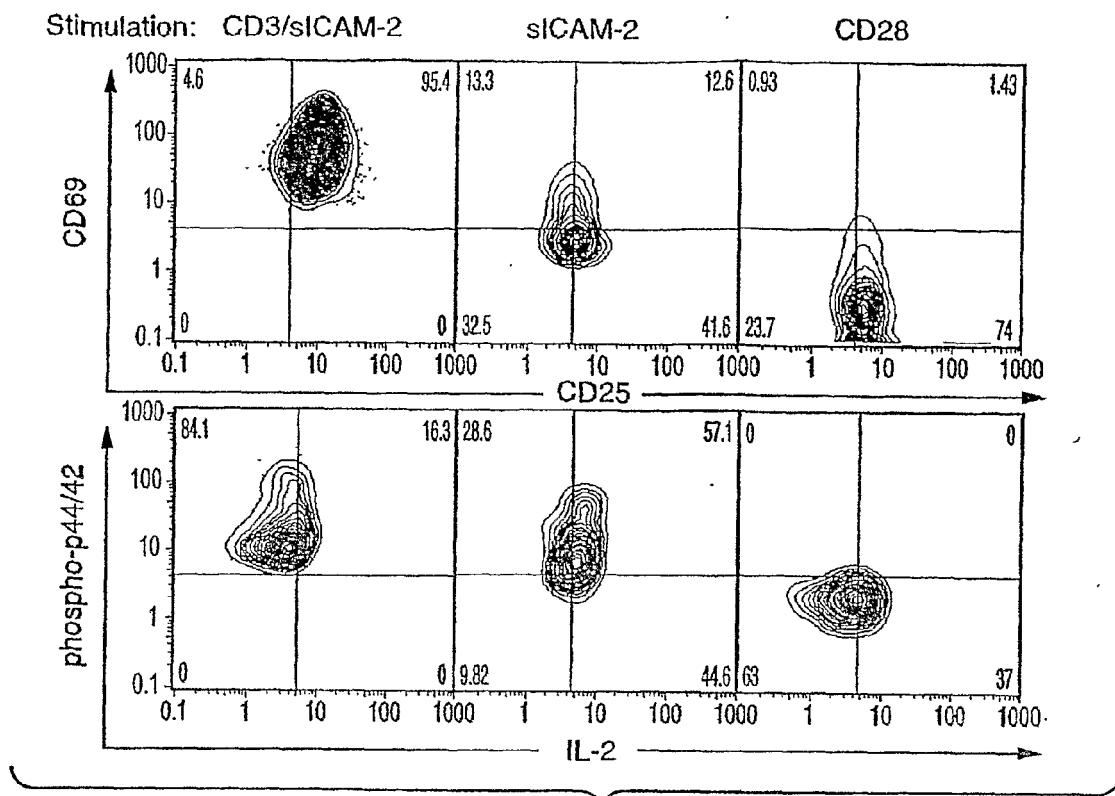 Stimulation: CD3/sICAM-2 sICAM-2 CD28
1000 4.6 95.4 13.3 12.6 0.93 1.43
100
10
CD69
1
0.1 0 0 32.5 41.6 23.7 74
0.1 1 10 100 1000 1 10 100 1000 1 10 100 1000
CD25
1000 84.1 16.3 28.6 57.1 0 0
100
10
phospho-p44/42
1
0.1 0 0 9.82 44.6 63 37
0.1 1 10 100 1000 1 10 100 1000 1 10 100 1000
IL-2